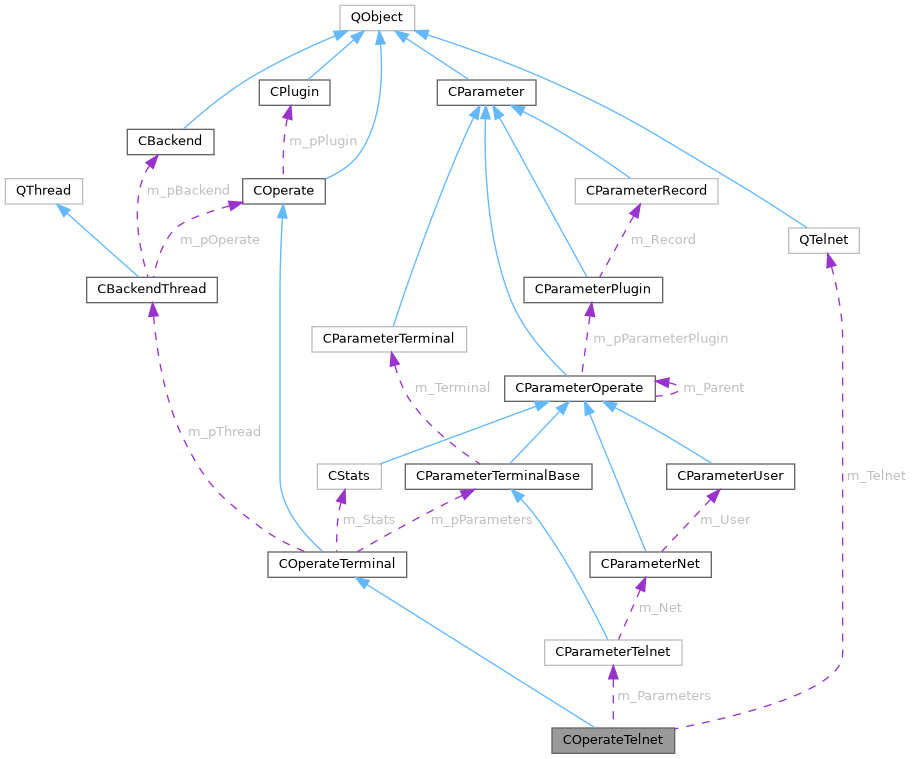 QObject
CPlugin
CParameter
CBackend
m_pPlugin
QThread
m_pBackend
COperate
CParameterRecord
m_pOperate
m_Record
QTelnet
CBackendThread
CParameterPlugin
CParameterTerminal
m_pParameterPlugin
m_Terminal
CParameterOperate
m_Parent
m_pThread
CStats
CParameterTerminalBase
CParameterUser
m_Telnet
m_Stats
m_pParameters
m_User
COperateTerminal
CParameterNet
m_Net
CParameterTelnet
m_Parameters
COperateTelnet